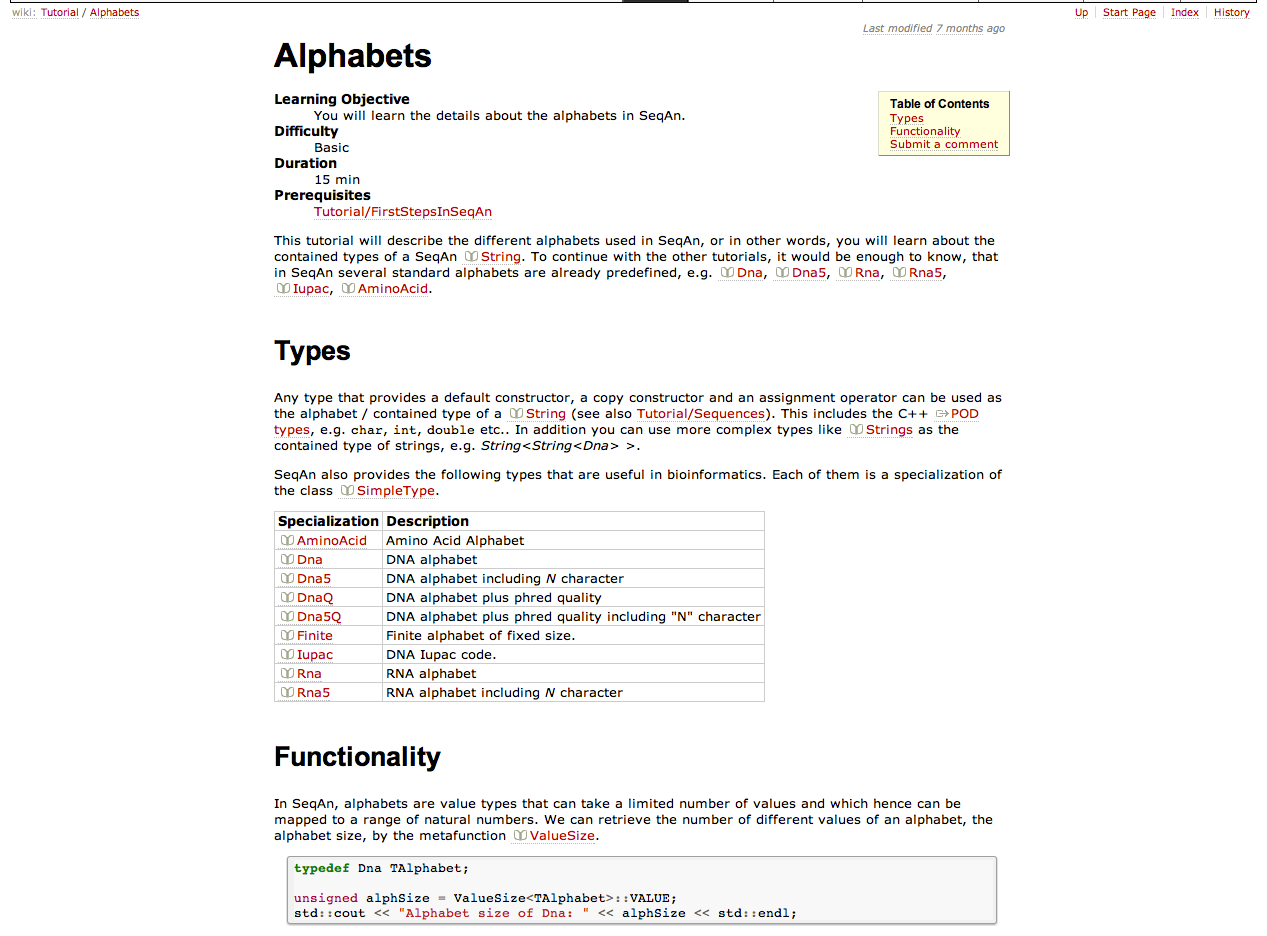 wiki: Tutorial / Alphabets
Up Start Page Index History
Last modified 7 months ago
Alphabets
Learning Objective
You will learn the details about the alphabets in SeqAn.
Difficulty
Basic
Duration
15 min
Prerequisites
Tutorial/FirstStepsInSeqAn
Table of Contents
Types
Functionality
Submit a comment
This tutorial will describe the different alphabets used in SeqAn, or in other words, you will learn about the
contained types of a SeqAn String. To continue with the other tutorials, it would be enough to know, that
in SeqAn several standard alphabets are already predefined, e.g. Dna, Dna5, Rna, Rna5,
Iupac, AminoAcid.
Types
Any type that provides a default constructor, a copy constructor and an assignment operator can be used as
the alphabet / contained type of a String (see also Tutorial/Sequences). This includes the C++ POD
types, e.g. char, int, double etc.. In addition you can use more complex types like Strings as the
contained type of strings, e.g. String<String<Dna> >.
SeqAn also provides the following types that are useful in bioinformatics. Each of them is a specialization of
the class SimpleType.
Specialization Description
AminoAcid Amino Acid Alphabet
Dna DNA alphabet
Dna5 DNA alphabet including N character
DnaQ DNA alphabet plus phred quality
Dna5Q DNA alphabet plus phred quality including "N" character
Finite Finite alphabet of fixed size.
Iupac DNA Iupac code.
Rna RNA alphabet
Rna5 RNA alphabet including N character
Functionality
In SeqAn, alphabets are value types that can take a limited number of values and which hence can be
mapped to a range of natural numbers. We can retrieve the number of different values of an alphabet, the
alphabet size, by the metafunction ValueSize.
typedef Dna TAlphabet;
unsigned alphSize = ValueSize<TAlphabet>::VALUE;
std::cout << "Alphabet size of Dna: " << alphSize << std::endl;